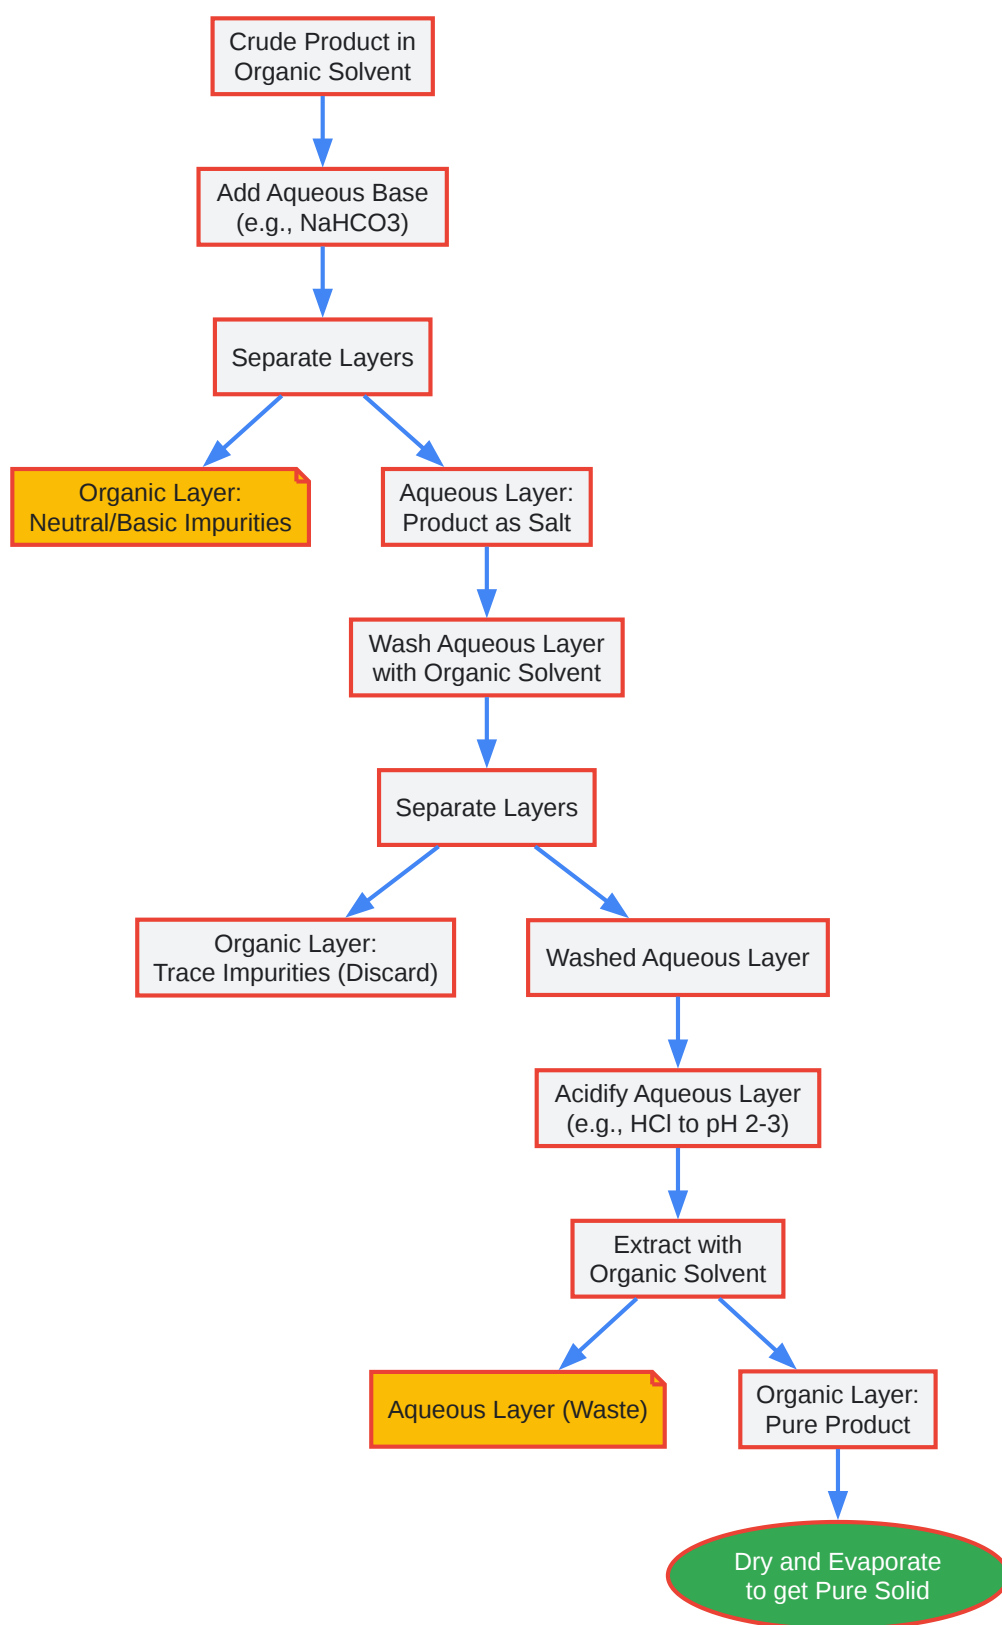 Crude Product in
Organic Solvent
Add Aqueous Base
(e.g., NaHCO3)
Separate Layers
Organic Layer:
Neutral/Basic Impurities
Aqueous Layer:
Product as Salt
Wash Aqueous Layer
with Organic Solvent
Separate Layers
Organic Layer:
Trace Impurities (Discard)
Washed Aqueous Layer
Acidify Aqueous Layer
(e.g., HCl to pH 2-3)
Extract with
Organic Solvent
Aqueous Layer (Waste)
Organic Layer:
Pure Product
Dry and Evaporate
to get Pure Solid